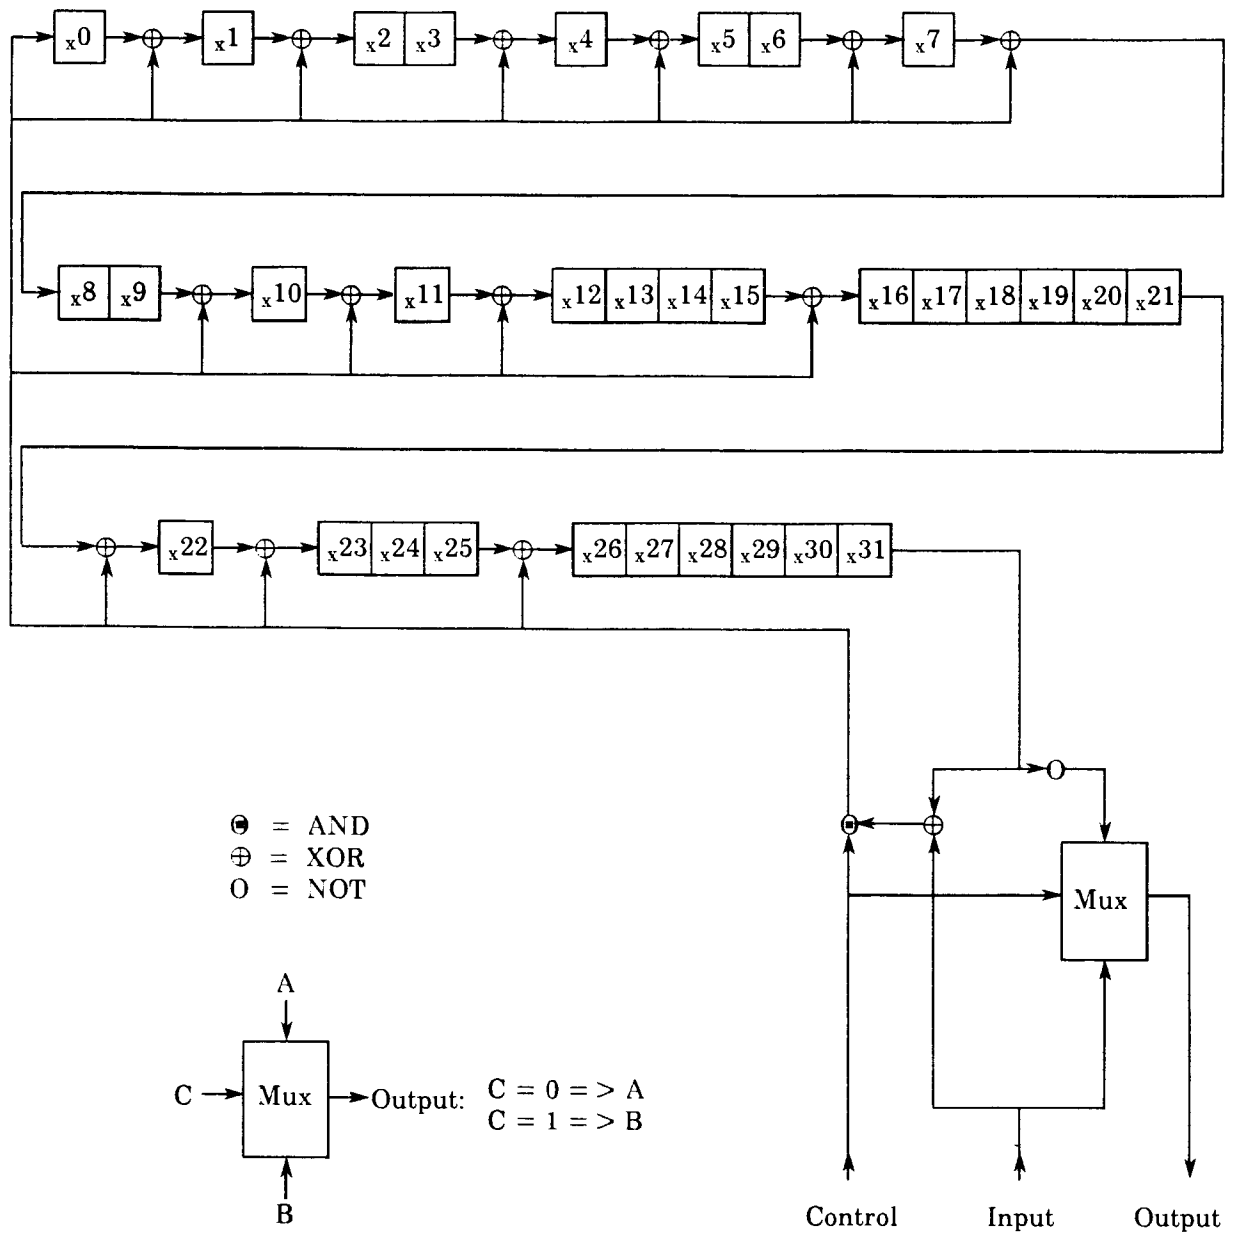 x0 x1 x2 x3 x4 x5 x6 x7
x8 x9 x10 x11 x12 x13 x14 x15 x16 x17 x18 x19 x20 x21
x22 x23 x24 x25 x26 x27 x28 x29 x30 x31
= AND
⊕ = XOR
O = NOT
O
Mux
A
C Mux Output: C = 0 = > A
C = 1 = > B
B
Control Input Output